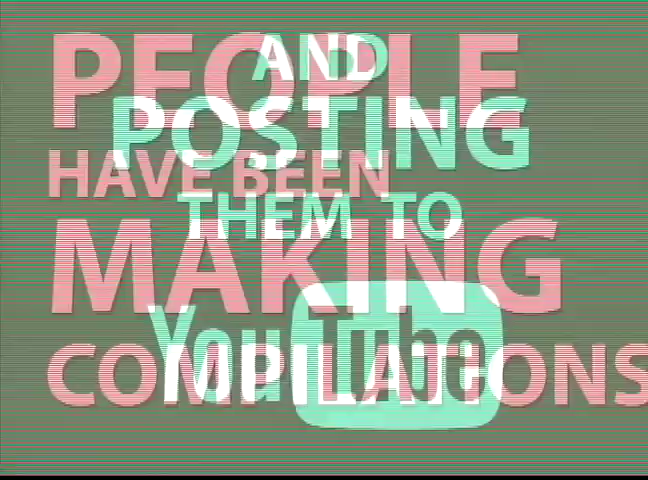 PEOPLE
HAVE BEEN
MAKING
COMPILATIONS
AND
POSTING
THEM TO
YouTube